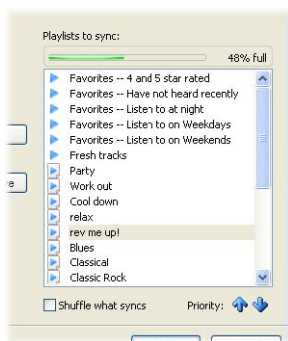 Playlists to sync:
48% full
Favorites -- 4 and 5 star rated
Favorites -- Have not heard recently
Favorites -- Listen to at night
Favorites -- Listen to on Weekdays
Favorites -- Listen to on Weekends
Fresh tracks
Party
Work out
Cool down
relax
rev me up!
Blues
Classical
Classic Rock
Shuffle what syncs Priority: